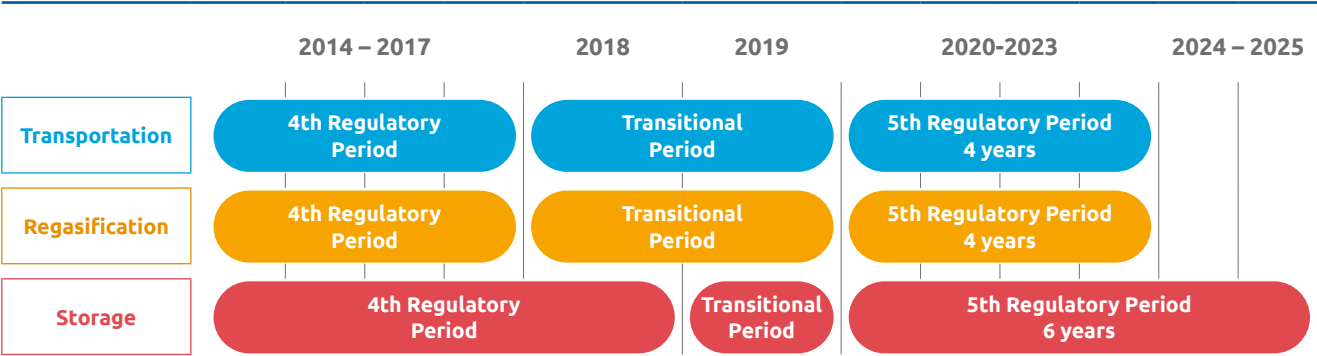 2014 – 2017 2018 2019 2020-2023 2024 – 2025
Transportation
4th Regulatory
Period
Transitional
Period
5th Regulatory Period
4 years
Regasification
4th Regulatory
Period
Transitional
Period
5th Regulatory Period
4 years
Storage
4th Regulatory
Period
Transitional
Period
5th Regulatory Period
6 years